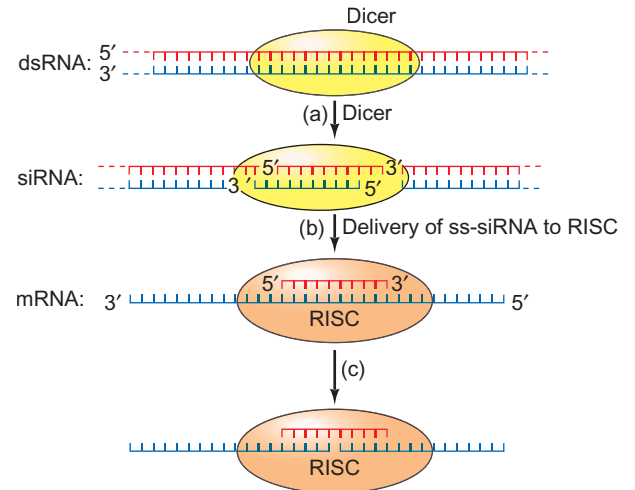 Dicer
dsRNA: 5′
3′
(a) Dicer
siRNA: 5′ 3′
3 ′ 5′
(b) Delivery of ss-siRNA to RISC
5′ 3′
mRNA: 3′ 5′
RISC
(c)
RISC